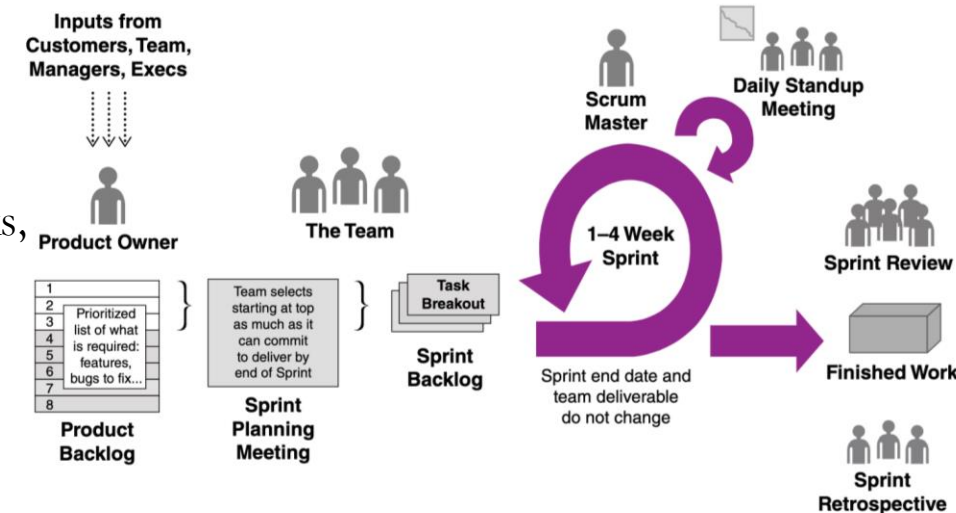 Inputs from
Customers, Team,
Managers, Execs
Product Owner
The Team
Scrum
Master
Daily Standup
Meeting
1
2
3
4
5
6
7
8
Prioritized
list of what
is required:
features,
bugs to fix...
Product
Backlog
Team selects
starting at top
as much as it
can commit
to deliver by
end of Sprint
Sprint
Planning
Meeting
Task
Breakout
Sprint
Backlog
1–4 Week
Sprint
Sprint end date and
team deliverable
do not change
Sprint Review
Finished Work
Sprint
Retrospective